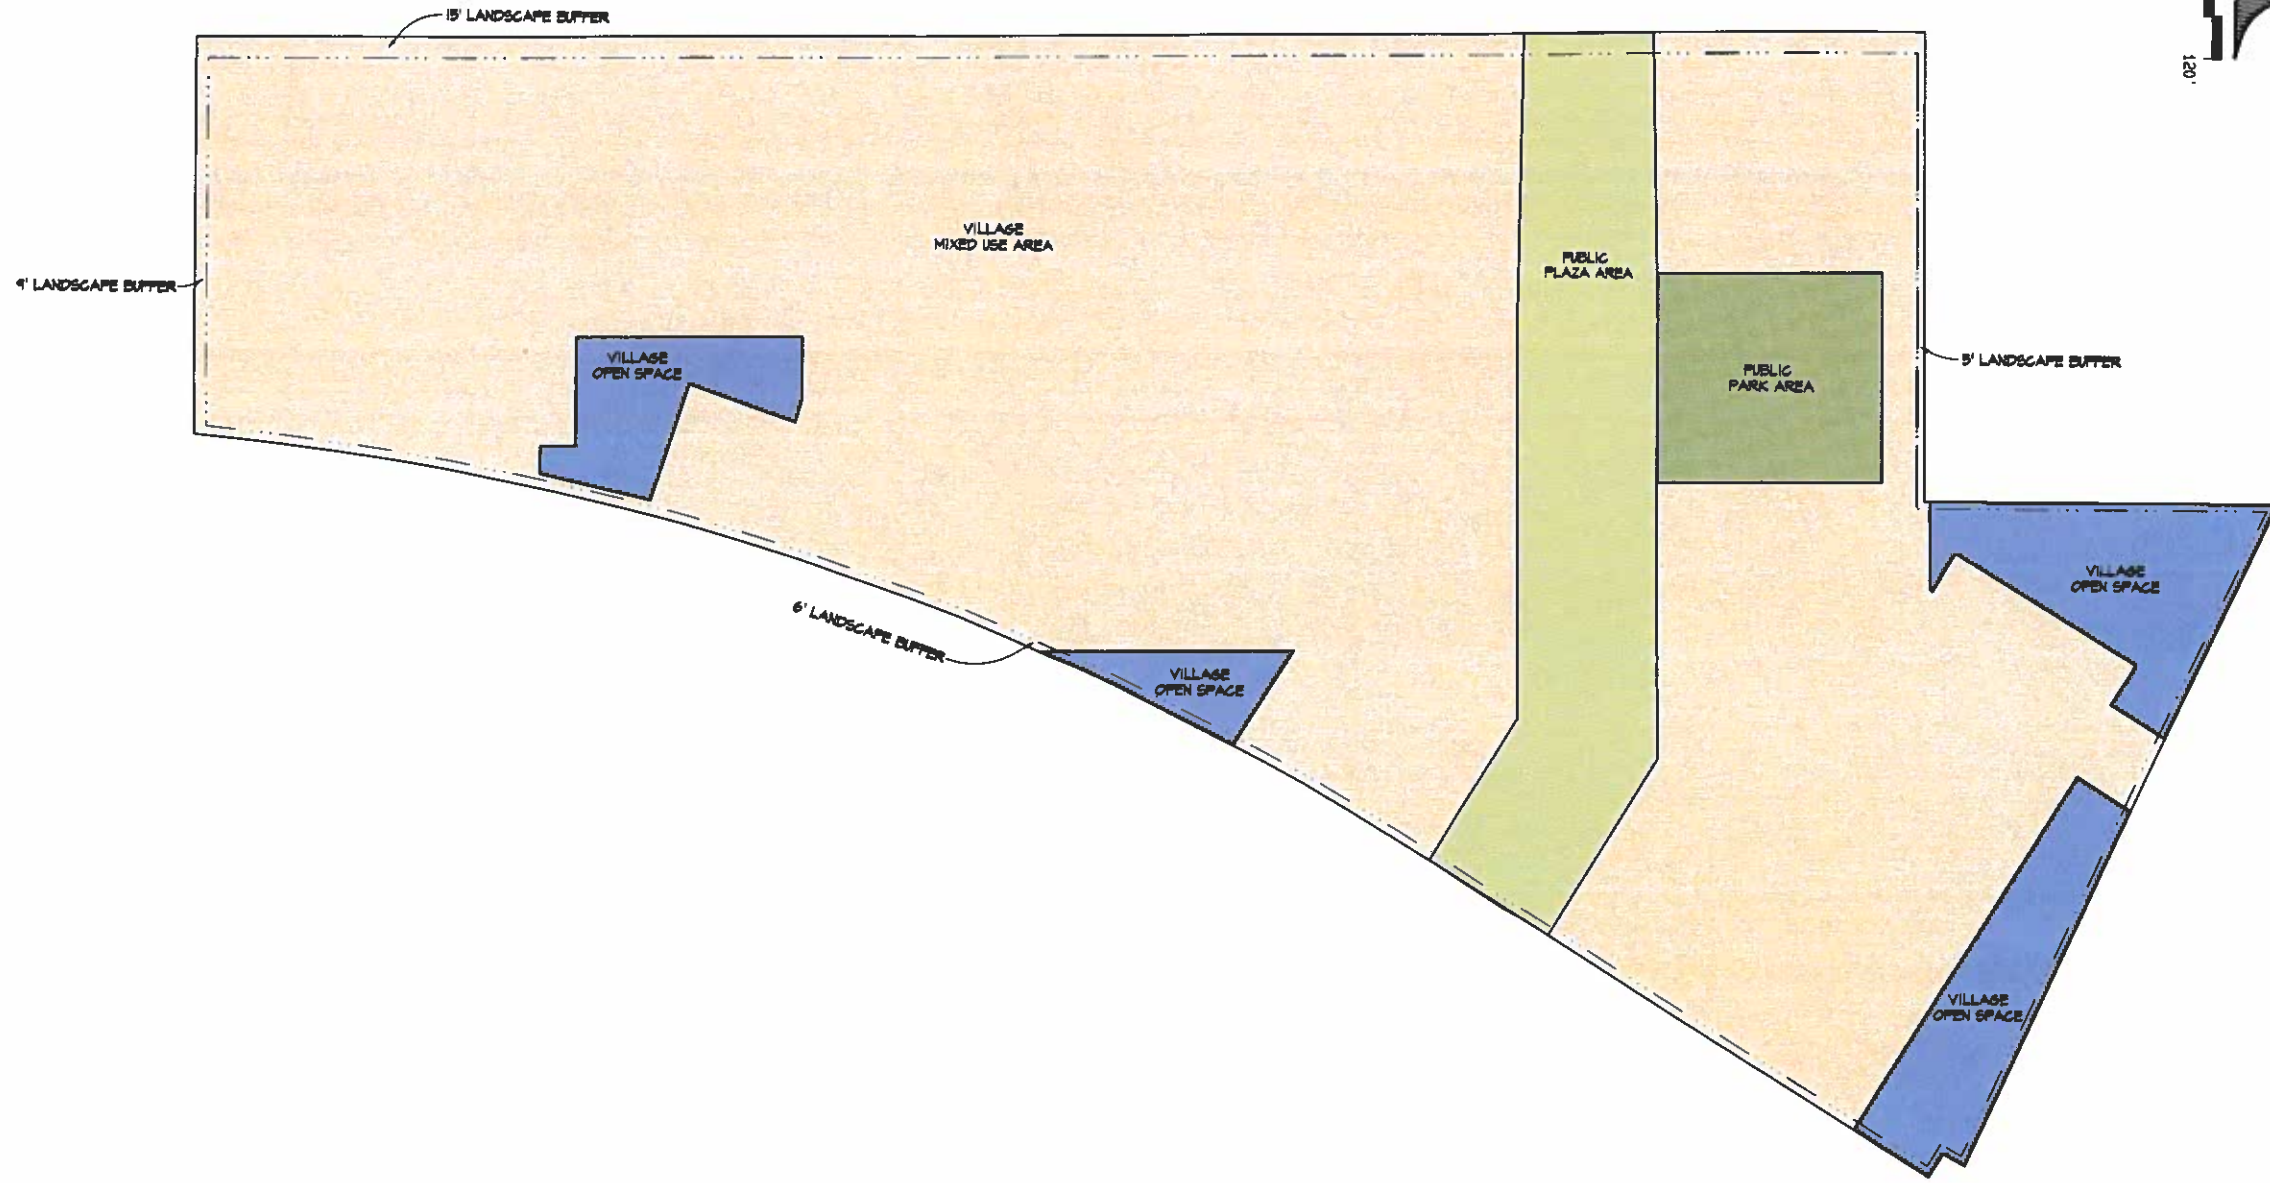 15' LANDSCAPE BUFFER
120'
VILLAGE
MIXED USE AREA
PUBLIC
PLAZA AREA
9' LANDSCAPE BUFFER
VILLAGE
OPEN SPACE
PUBLIC
PARK AREA
5' LANDSCAPE BUFFER
VILLAGE
OPEN SPACE
6' LANDSCAPE BUFFER
VILLAGE
OPEN SPACE
VILLAGE
OPEN SPACE